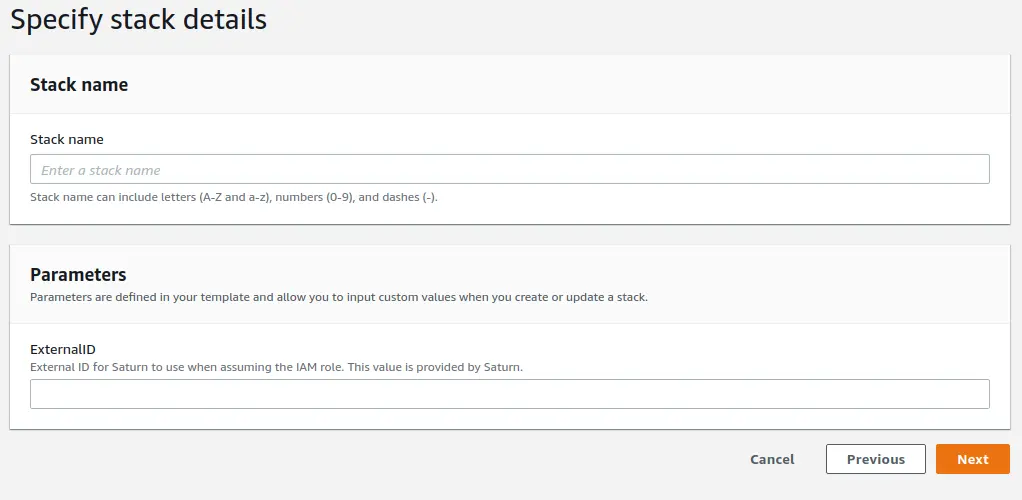 Specify stack details
Stack name
Stack name
Enter a stack name
Stack name can include letters (A-Z and a-z), numbers (0-9), and dashes (-).
Parameters
Parameters are defined in your template and allow you to input custom values when you create or update a stack.
ExternalID
External ID for Saturn to use when assuming the IAM role. This value is provided by Saturn.
Cancel Previous Next